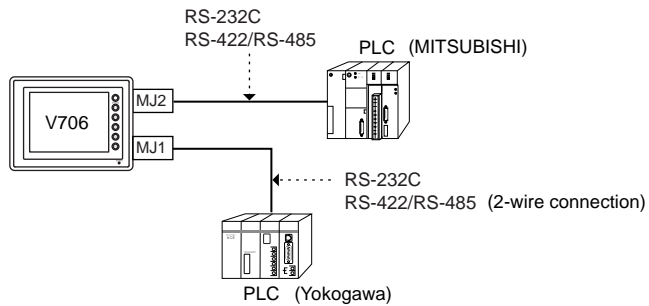 RS-232C
RS-422/RS-485
PLC (MITSUBISHI)
MJ2
V706
MJ1
RS-232C
RS-422/RS-485 (2-wire connection)
PLC (Yokogawa)